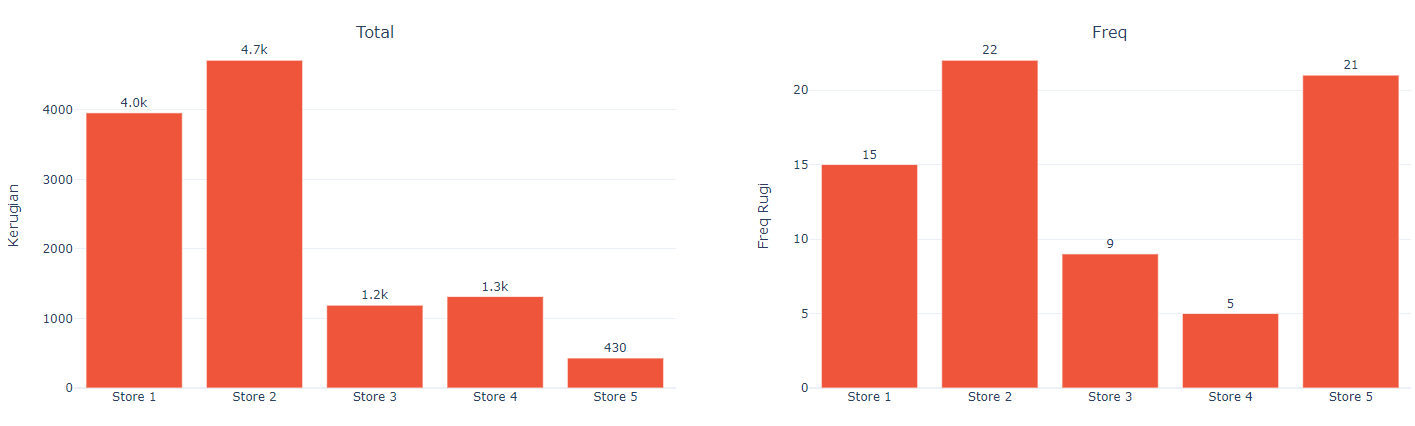 Total
Kerugian
4000
3000
2000
1000
0
4.0k
4.7k
1.2k
1.3k
430
Store 1
Store 2
Store 3
Store 4
Store 5
Freq
Freq Rugi
20
15
10
5
0
15
22
9
5
21
Store 1
Store 2
Store 3
Store 4
Store 5